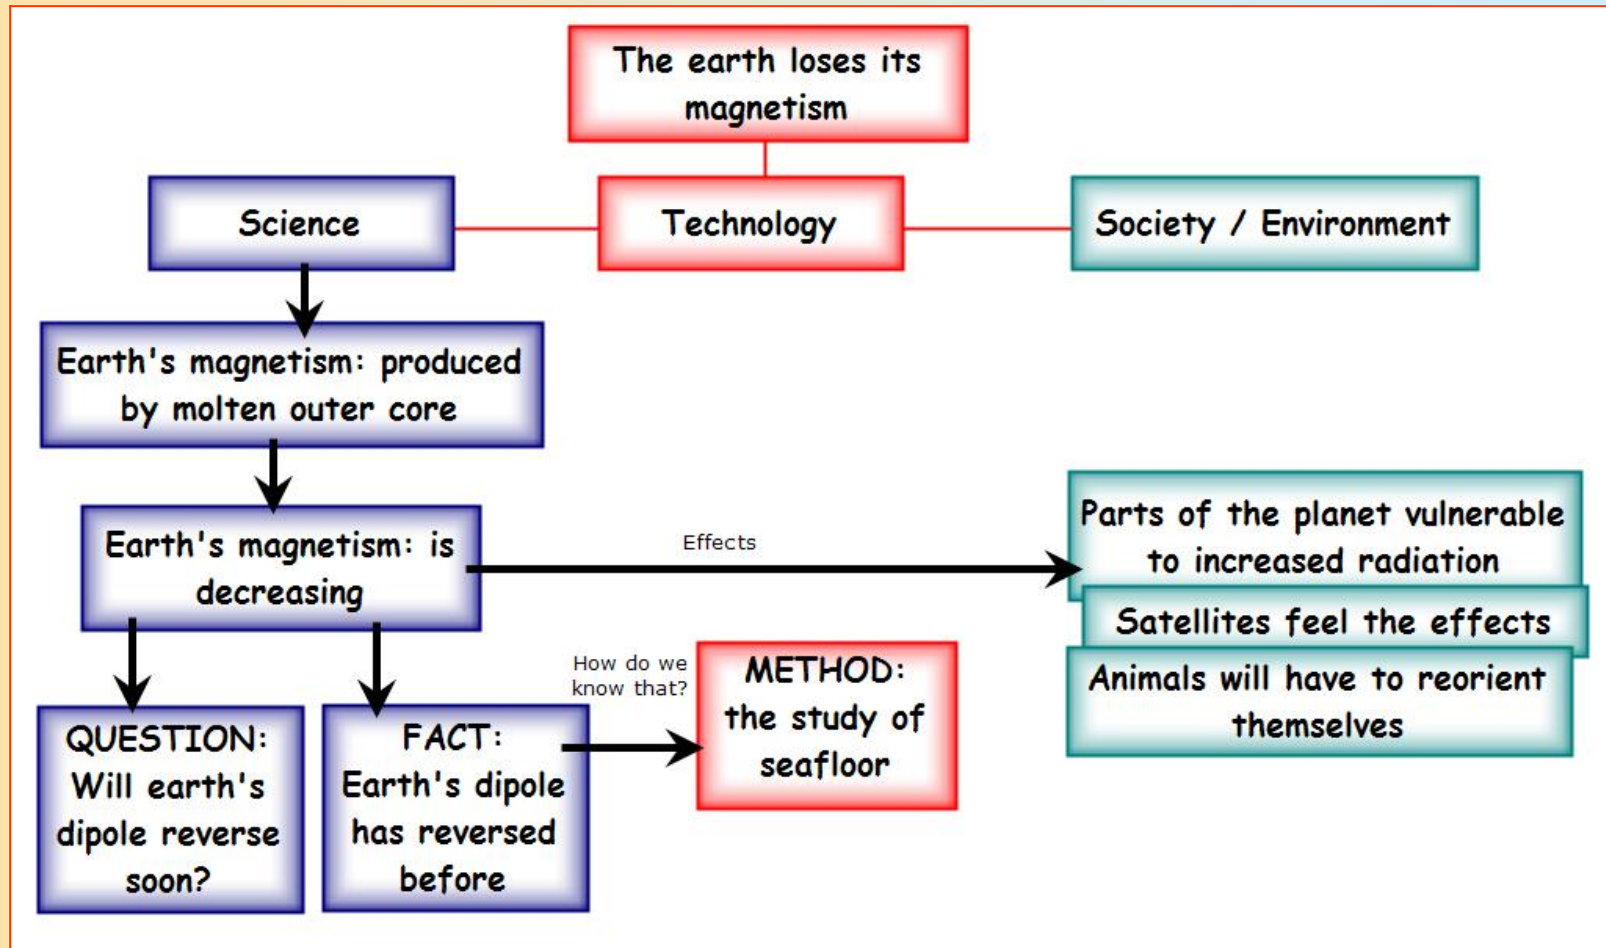 The earth loses its
magnetism
Science
Technology
Society / Environment
Earth's magnetism: produced
by molten outer core
Earth's magnetism: is
decreasing
Effects
Parts of the planet vulnerable
to increased radiation
Satellites feel the effects
Animals will have to reorient
themselves
QUESTION:
Will earth's
dipole reverse
soon?
FACT:
Earth's dipole
has reversed
before
How do we
know that?
METHOD:
the study of
seafloor